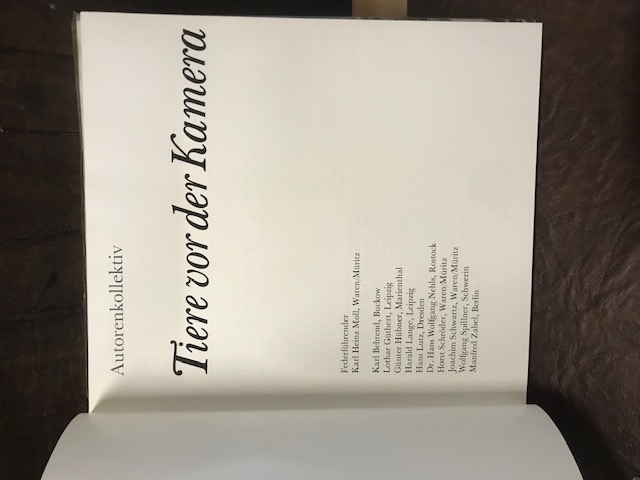 Autorenkollektiv
Tiere vor der Kamera
Federführender
Karl Heinz Moll, Waren/Müritz
Karl Behrend, Buckow
Lothar Güthert, Leipzig
Günter Hübner, Marienthal
Harald Lange, Leipzig
Hans Lutz, Dresden
Dr. Hans Wolfgang Nehls, Rostock
Horst Schröder, Waren/Müritz
Joachim Schwartz, Waren/Müritz
Wolfgang Spillner, Schwerin
Manfred Zabel, Berlin